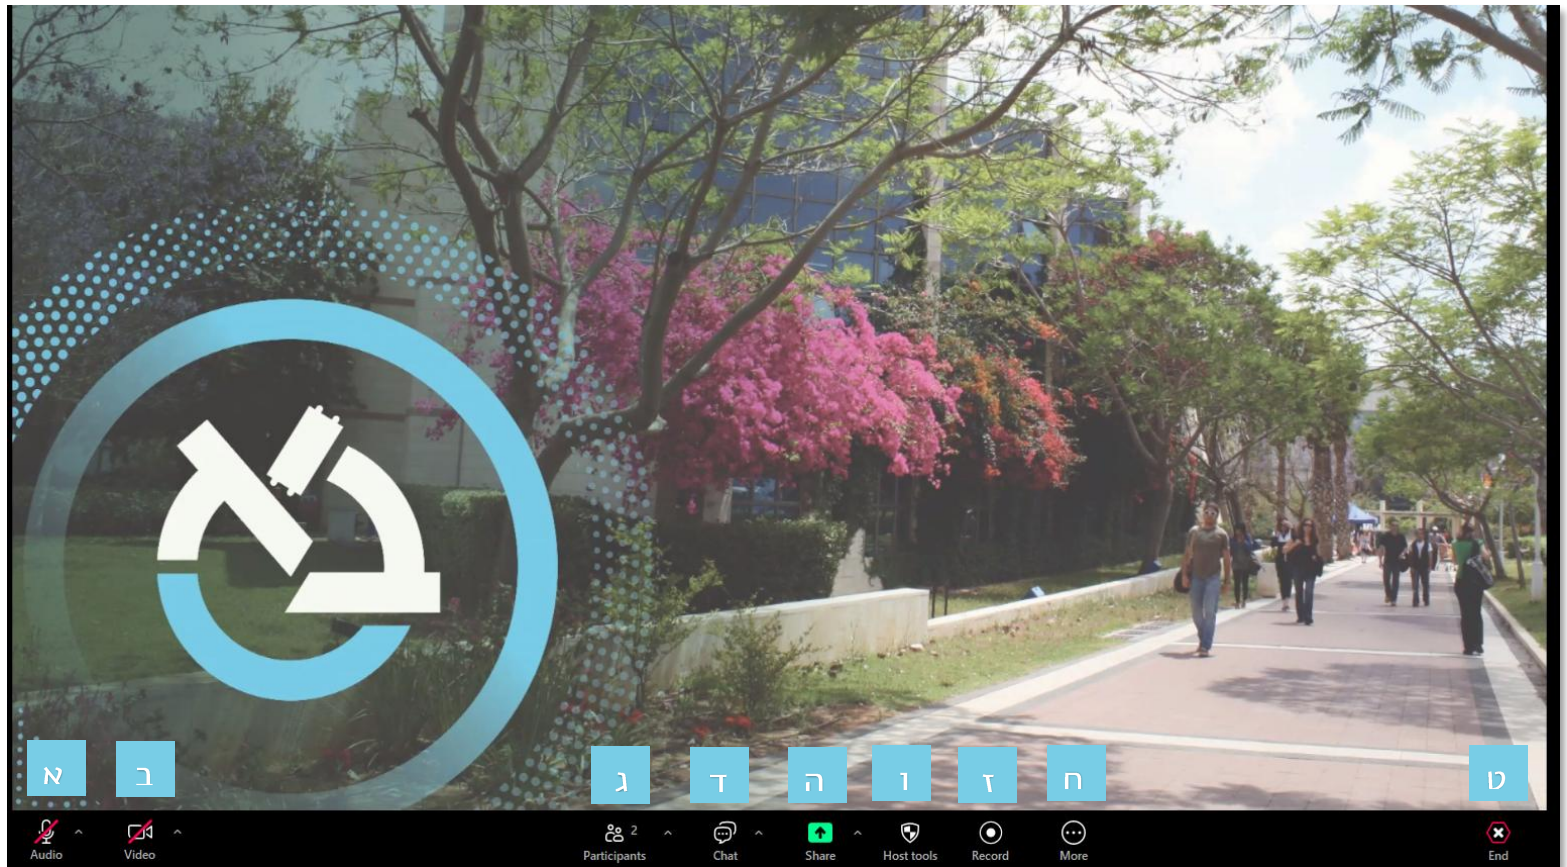 א ב ג ד ה ו ז ח ט
2
Audio Video Participants Chat Share Host tools Record More End